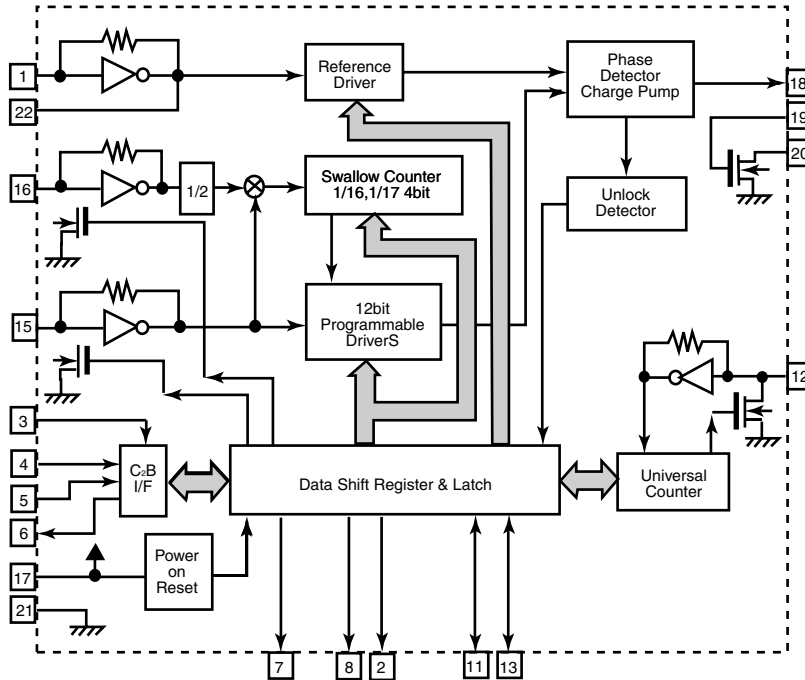 1
22
16
15
3
4
5
6
17
21
Reference
Driver
Phase
Detector
Charge Pump
18
19
20
1/2
Swallow Counter
1/16,1/17 4bit
Unlock
Detector
12bit
Programmable
DriverS
12
C2B
I/F
Data Shift Register & Latch
Universal
Counter
Power
on
Reset
7
8
2
11
13